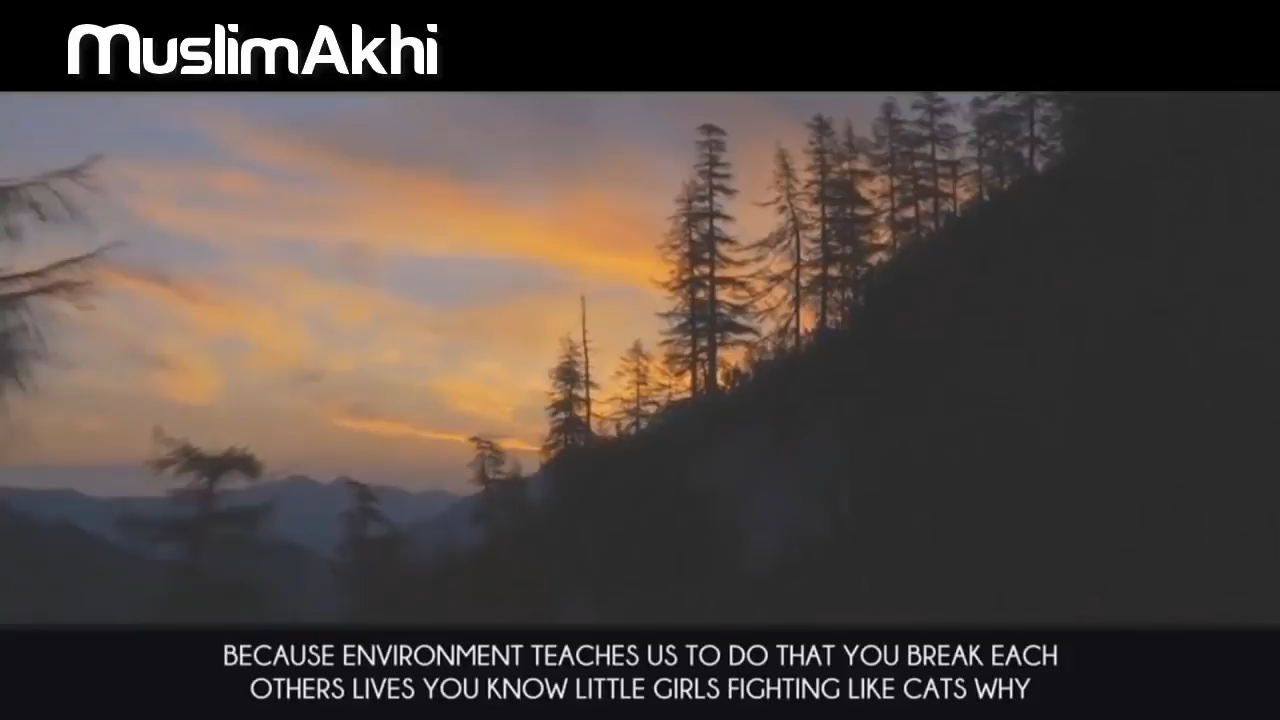 MuslimAkhi
BECAUSE ENVIRONMENT TEACHES US TO DO THAT YOU BREAK EACH
OTHERS LIVES YOU KNOW LITTLE GIRLS FIGHTING LIKE CATS WHY